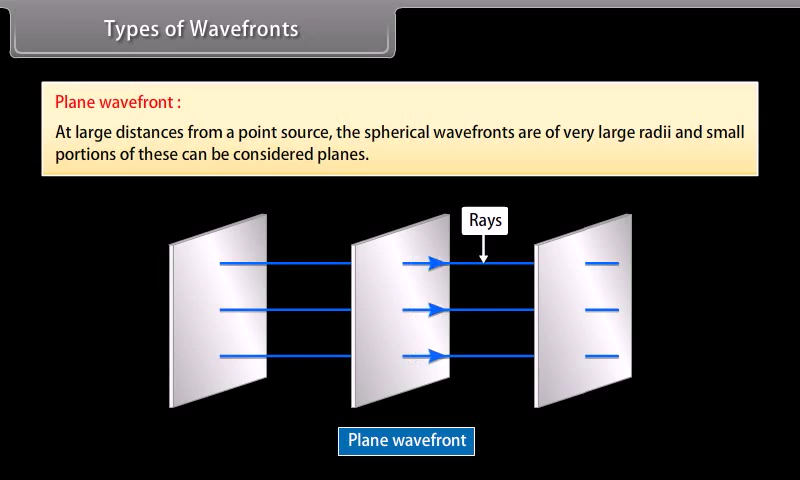 Types of Wavefronts
Plane wavefront :
At large distances from a point source, the spherical wavefronts are of very large radii and small
portions of these can be considered planes.
Rays
Plane wavefront